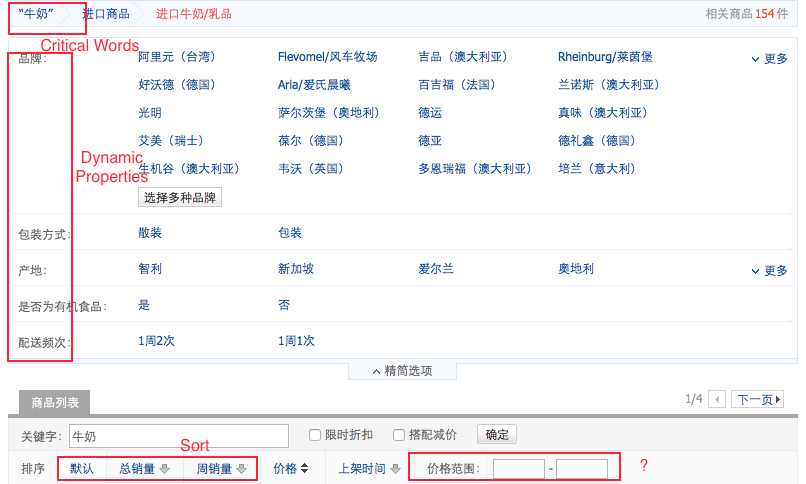 “牛奶” 进口商品 进口牛奶/乳品 相关商品 154 件
Critical Words
品牌: 阿里元（台湾） Flevomel/风车牧场 吉品（澳大利亚） Rheinburg/莱茵堡 更多
好沃德（德国） Arla/爱氏晨曦 百吉福（法国） 兰诺斯（澳大利亚）
光明 萨尔茨堡（奥地利） 德运 真味（澳大利亚）
艾美（瑞士） 葆尔（德国） 德亚 德礼鑫（德国）
Dynamic
Properties
生机谷（澳大利亚） 韦沃（英国） 多恩瑞福（澳大利亚） 培兰（意大利）
选择多种品牌
包装方式: 散装 包装
产地: 智利 新加坡 爱尔兰 奥地利 更多
是否为有机食品: 是 否
配送频次: 1周2次 1周1次
精简选项
商品列表 1/4 下一页
关键字: 牛奶 限时折扣 搭配减价 确定
Sort
排序 默认 总销量 周销量 价格 上架时间 价格范围: - ?